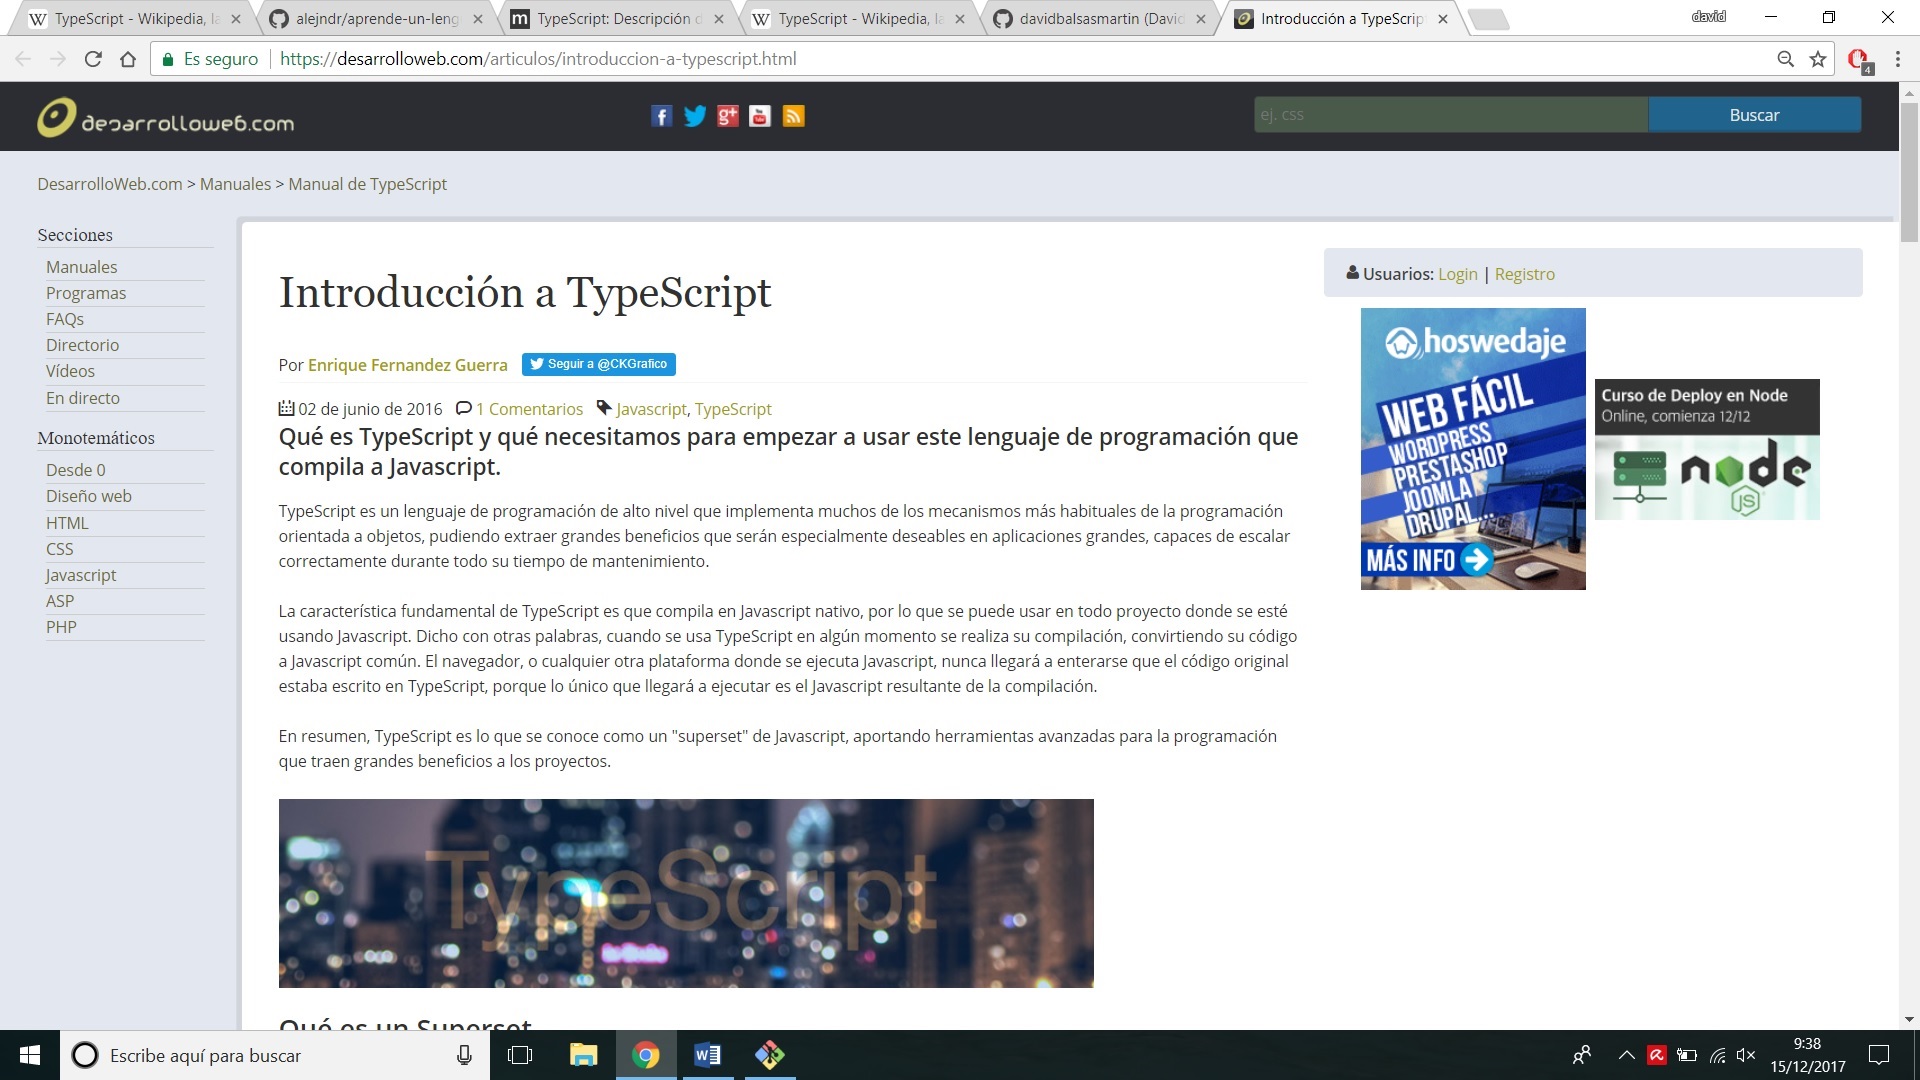 TypeScript - Wikipedia, la
alejndr/aprende-un-leng
TypeScript: Descripción d
TypeScript - Wikipedia, la
davidbalsasmartin (David
Introducción a TypeScrip
david
Es seguro
https://desarrolloweb.com/articulos/introduccion-a-typescript.html
4
desarrolloweb.com
ej. css
Buscar
DesarrolloWeb.com > Manuales > Manual de TypeScript
Secciones
Manuales
Programas
FAQs
Directorio
Vídeos
En directo
Monotemáticos
Desde 0
Diseño web
HTML
CSS
Javascript
ASP
PHP
Introducción a TypeScript
Por Enrique Fernandez Guerra
Seguir a @CKGrafico
02 de junio de 2016 1 Comentarios Javascript, TypeScript
Qué es TypeScript y qué necesitamos para empezar a usar este lenguaje de programación que
compila a Javascript.
TypeScript es un lenguaje de programación de alto nivel que implementa muchos de los mecanismos más habituales de la programación
orientada a objetos, pudiendo extraer grandes beneficios que serán especialmente deseables en aplicaciones grandes, capaces de escalar
correctamente durante todo su tiempo de mantenimiento.
La característica fundamental de TypeScript es que compila en Javascript nativo, por lo que se puede usar en todo proyecto donde se esté
usando Javascript. Dicho con otras palabras, cuando se usa TypeScript en algún momento se realiza su compilación, convirtiendo su código
a Javascript común. El navegador, o cualquier otra plataforma donde se ejecuta Javascript, nunca llegará a enterarse que el código original
estaba escrito en TypeScript, porque lo único que llegará a ejecutar es el Javascript resultante de la compilación.
En resumen, TypeScript es lo que se conoce como un "superset" de Javascript, aportando herramientas avanzadas para la programación
que traen grandes beneficios a los proyectos.
TypeScript
Qué es un Superset
Usuarios: Login | Registro
hoswedaje
WEB FÁCIL
WORDPRESS
PRESTASHOP
JOOMLA
DRUPAL...
MÁS INFO
Curso de Deploy en Node
Online, comienza 12/12
node
JS
Escribe aquí para buscar
9:38
15/12/2017